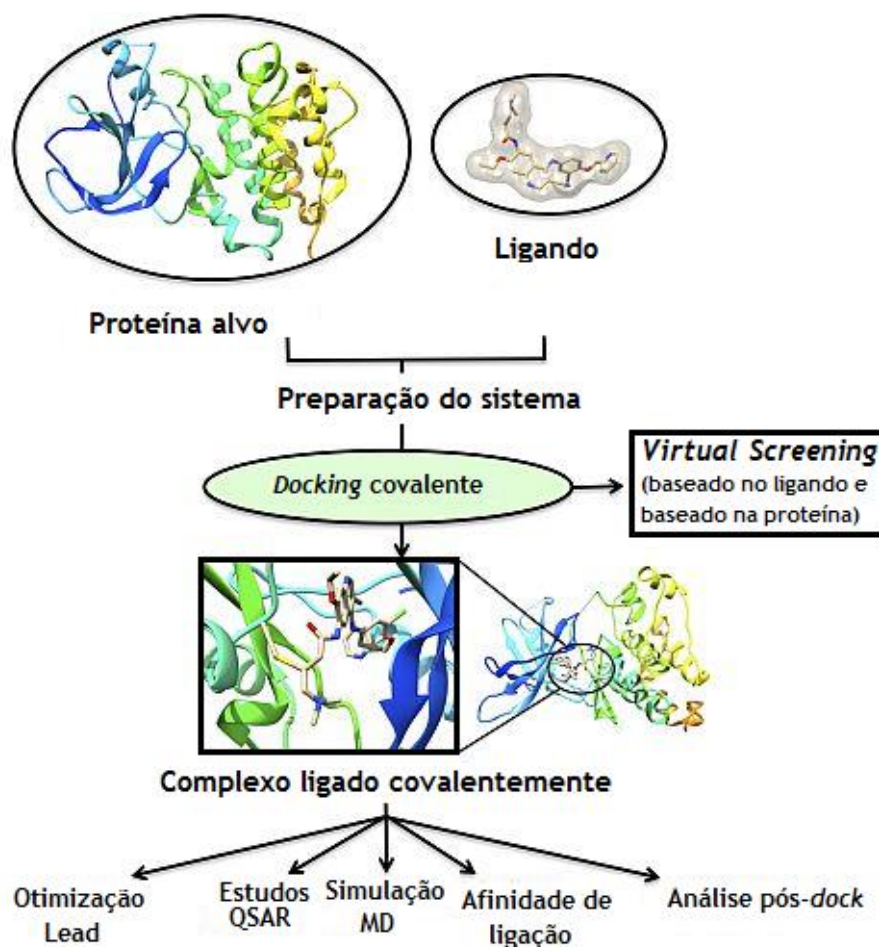 Ligando
Proteína alvo
Preparação do sistema
Docking covalente
Virtual Screening
(baseado no ligando e
baseado na proteína)
Complexo ligado covalentemente
Otimização
Lead
Estudos
QSAR
Simulação
MD
Afinidade de
ligação
Análise pós-dock